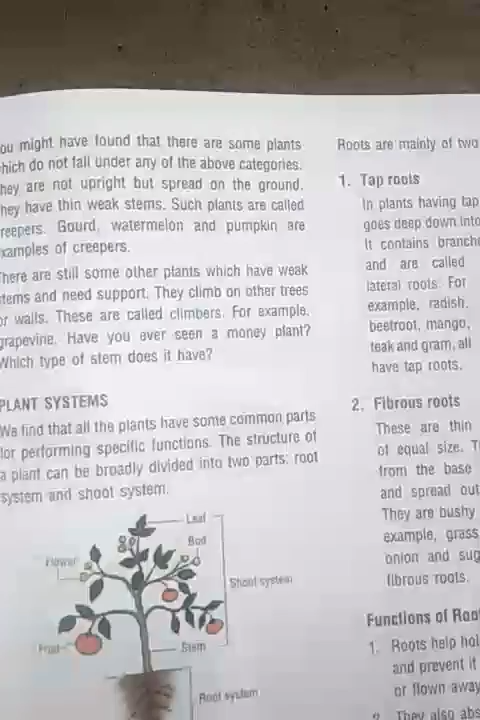 ou might have found that there are some plants
hich do not fall under any of the above categories.
hey are not upright but spread on the ground.
hey have thin weak stems. Such plants are called
reepers. Gourd, watermelon and pumpkin are
xamples of creepers.
here are still some other plants which have weak
tems and need support. They climb on other trees
or walls. These are called climbers. For example,
grapevine. Have you ever seen a money plant?
Which type of stem does it have?
PLANT SYSTEMS
We find that all the plants have some common parts
for performing specific functions. The structure of
a plant can be broadly divided into two parts: root
system and shoot system.
Leaf
Bud
Flower
Shoot system
Fruit
Stem
Root system
Roots are mainly of two
1. Tap roots
In plants having tap
goes deep down into
It contains branche
and are called
lateral roots. For
example, radish,
beetroot, mango,
teak and gram, all
have tap roots.
2. Fibrous roots
These are thin
of equal size. T
from the base
and spread out
They are bushy
example, grass
onion and sug
fibrous roots.
Functions of Roo
1. Roots help hol
and prevent it
or flown away
2. They also abs